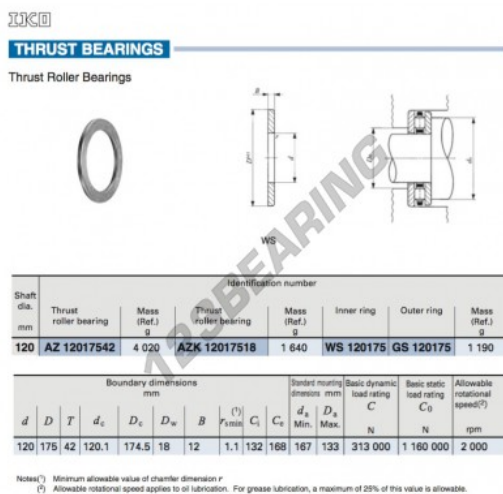 IKO
THRUST BEARINGS
Thrust Roller Bearings
B
r
d
WS
123BEARING
Shaft dia. mm
Identification number
Thrust roller bearing
Mass (Ref.) g
Thrust roller bearing
Mass (Ref.) g
Inner ring
Outer ring
Mass (Ref.) g
120 AZ 12017542 4 020 AZK 12017518 1 640 WS 120175 GS 120175 1 190
Boundary dimensions mm
Standard mounting dimensions mm
Basic dynamic load rating C N
Basic static load rating C0 N
Allowable rotational speed(2) rpm
d D T dc Dc Dw B rsmin(1) Ci Ce da Min. Da Max.
120 175 42 120.1 174.5 18 12 1.1 132 168 167 133 313 000 1 160 000 2 000
Notes(1) Minimum allowable value of chamfer dimension r
(2) Allowable rotational speed applies to oil lubrication. For grease lubrication, a maximum of 25% of this value is allowable.